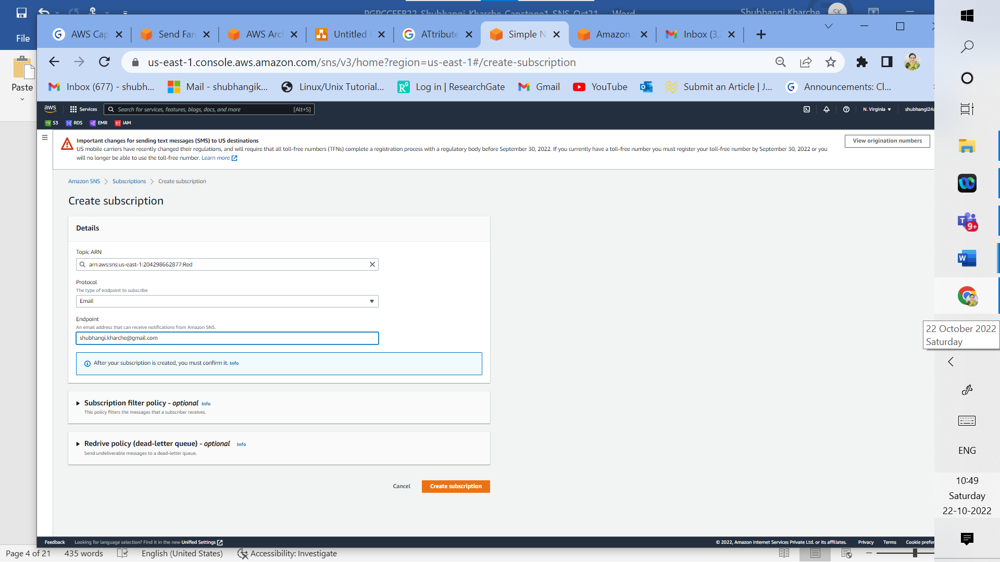 Shubhangi Kharche
SK
File
AWS Cap
Send Fan
AWS Arc
Untitled
ATtribute
Simple N
Amazon
Inbox (3,
us-east-1.console.aws.amazon.com/sns/v3/home?region=us-east-1#/create-subscription
Paste
Inbox (677) - shubh...
Mail - shubhangik...
Linux/Unix Tutorial...
Log in | ResearchGate
Gmail
YouTube
Submit an Article | J...
Announcements: Cl...
aws
Services
Search for services, features, blogs, docs, and more
[Alt+S]
N. Virginia
shubhangi24a
S3
RDS
EMR
IAM
Important changes for sending text messages (SMS) to US destinations
US mobile carriers have recently changed their regulations, and will require that all toll-free numbers (TFNs) complete a registration process with a regulatory body before September 30, 2022. If you currently have a toll-free number you must register your toll-free number by September 30, 2022 or you
will no longer be able to use the toll-free number. Learn more
View origination numbers
Amazon SNS
Subscriptions
Create subscription
Create subscription
Details
Topic ARN
arn:aws:sns:us-east-1:204298662877:Red
Protocol
The type of endpoint to subscribe
Email
Endpoint
An email address that can receive notifications from Amazon SNS.
shubhangi.kharche@gmail.com
After your subscription is created, you must confirm it. Info
Subscription filter policy - optional Info
This policy filters the messages that a subscriber receives.
Redrive policy (dead-letter queue) - optional Info
Send undeliverable messages to a dead-letter queue.
Cancel
Create subscription
9+
22 October 2022
Saturday
ENG
10:49
Saturday
22-10-2022
Feedback
Looking for language selection? Find it in the new Unified Settings
© 2022, Amazon Internet Services Private Ltd. or its affiliates.
Privacy
Terms
Cookie prefer
Page 4 of 21
435 words
English (United States)
Accessibility: Investigate